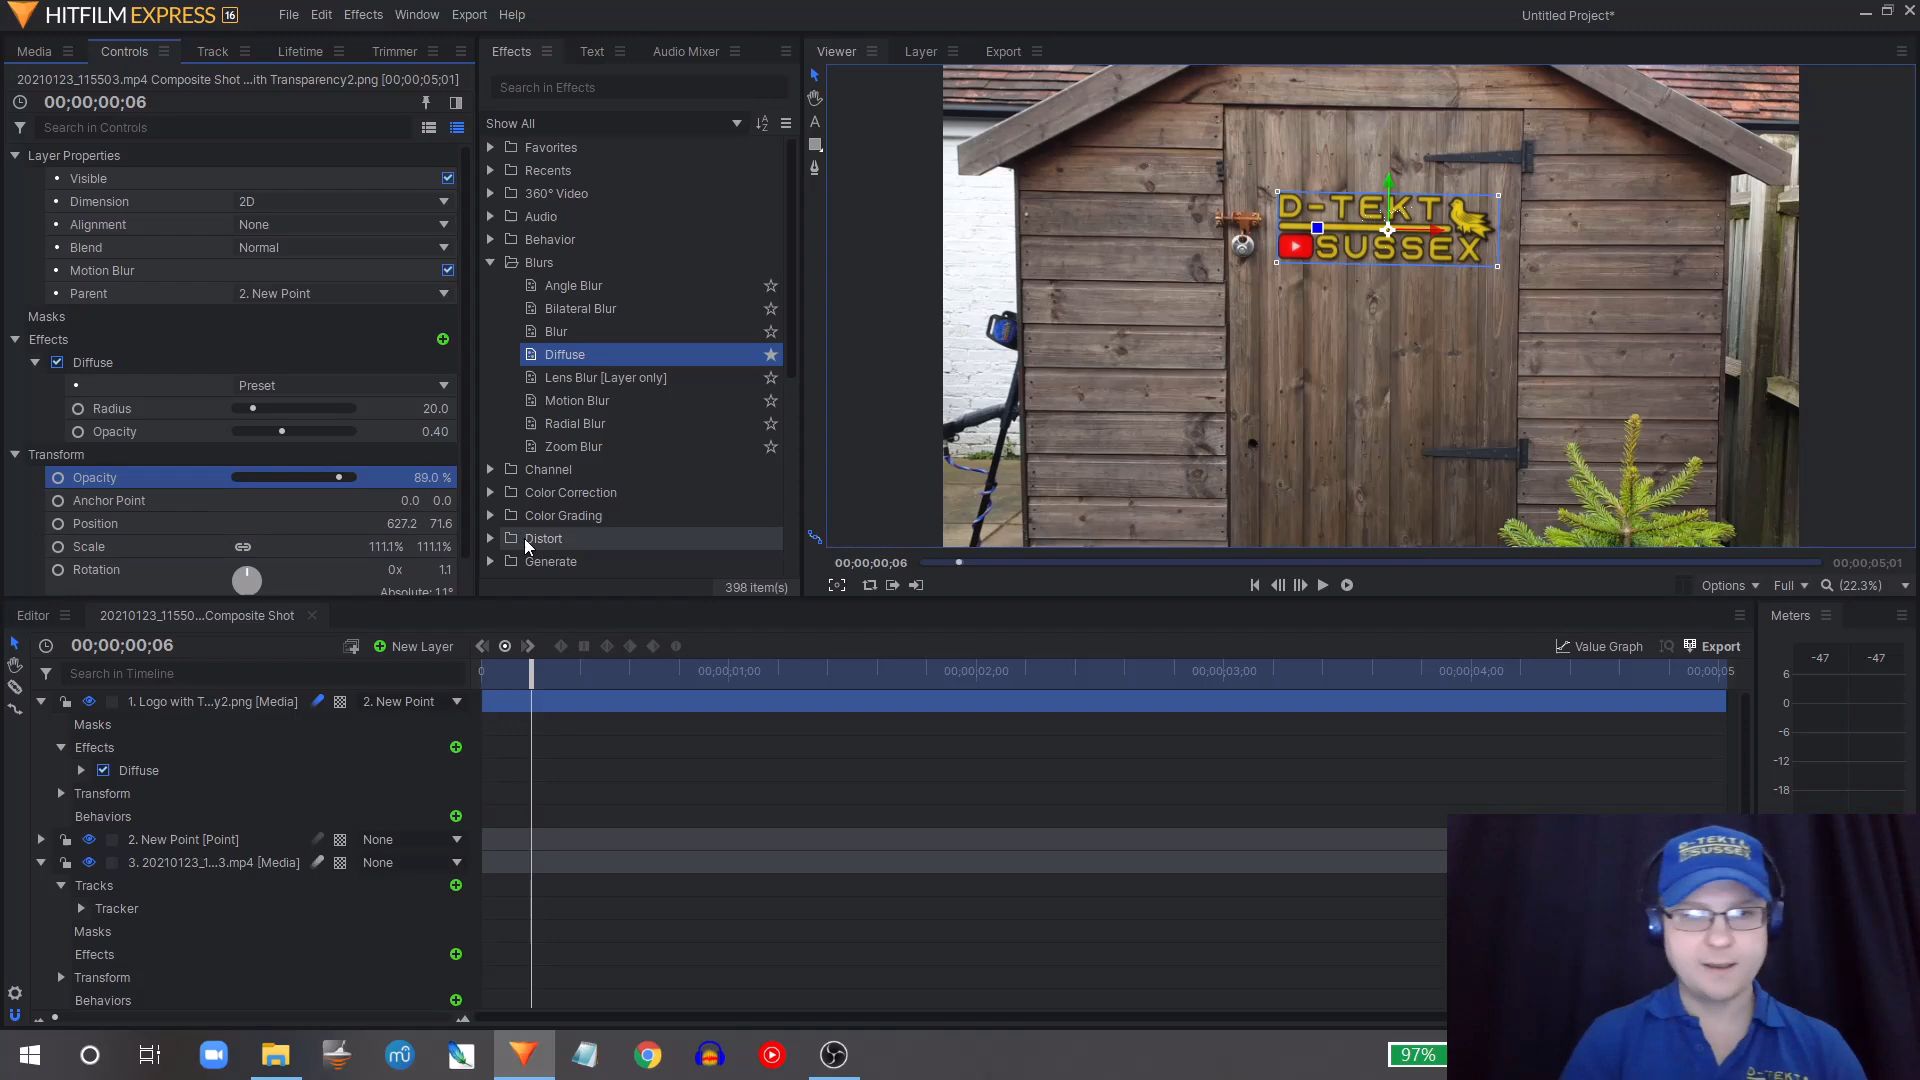 HITFILM EXPRESS 16
File Edit Effects Window Export Help
Untitled Project*
Media Controls Track Lifetime Trimmer
20210123_115503.mp4 Composite Shot ...ith Transparency2.png [00;00;05;01]
00;00;00;06
Search in Controls
Layer Properties
Visible
Dimension 2D
Alignment None
Blend Normal
Motion Blur
Parent 2. New Point
Masks
Effects
Diffuse
Preset
Radius 20.0
Opacity 0.40
Transform
Opacity 89.0 %
Anchor Point 0.0 0.0
Position 627.2 71.6
Scale 111.1% 111.1%
Rotation 0x 1.1
Absolute: 1.1°
Effects Text Audio Mixer
Search in Effects
Show All
Favorites
Recents
360° Video
Audio
Behavior
Blurs
Angle Blur
Bilateral Blur
Blur
Diffuse
Lens Blur [Layer only]
Motion Blur
Radial Blur
Zoom Blur
Channel
Color Correction
Color Grading
Distort
Generate
398 item(s)
Viewer Layer Export
D-TEKT
SUSSEX
00;00;00;06
00;00;05;01
Options Full (22.3%)
Editor 20210123_11550...Composite Shot
00;00;00;06 New Layer
Value Graph Export
Search in Timeline
0 00;00;01;00 00;00;02;00 00;00;03;00 00;00;04;00 00;00;05
1. Logo with T...y2.png [Media] 2. New Point
Masks
Effects
Diffuse
Transform
Behaviors
2. New Point [Point] None
3. 20210123_1...3.mp4 [Media] None
Tracks
Tracker
Masks
Effects
Transform
Behaviors
Meters
-47 -47
6
0
-6
-12
-18
D-TEKT
SUSSEX
D-TEKT
97%